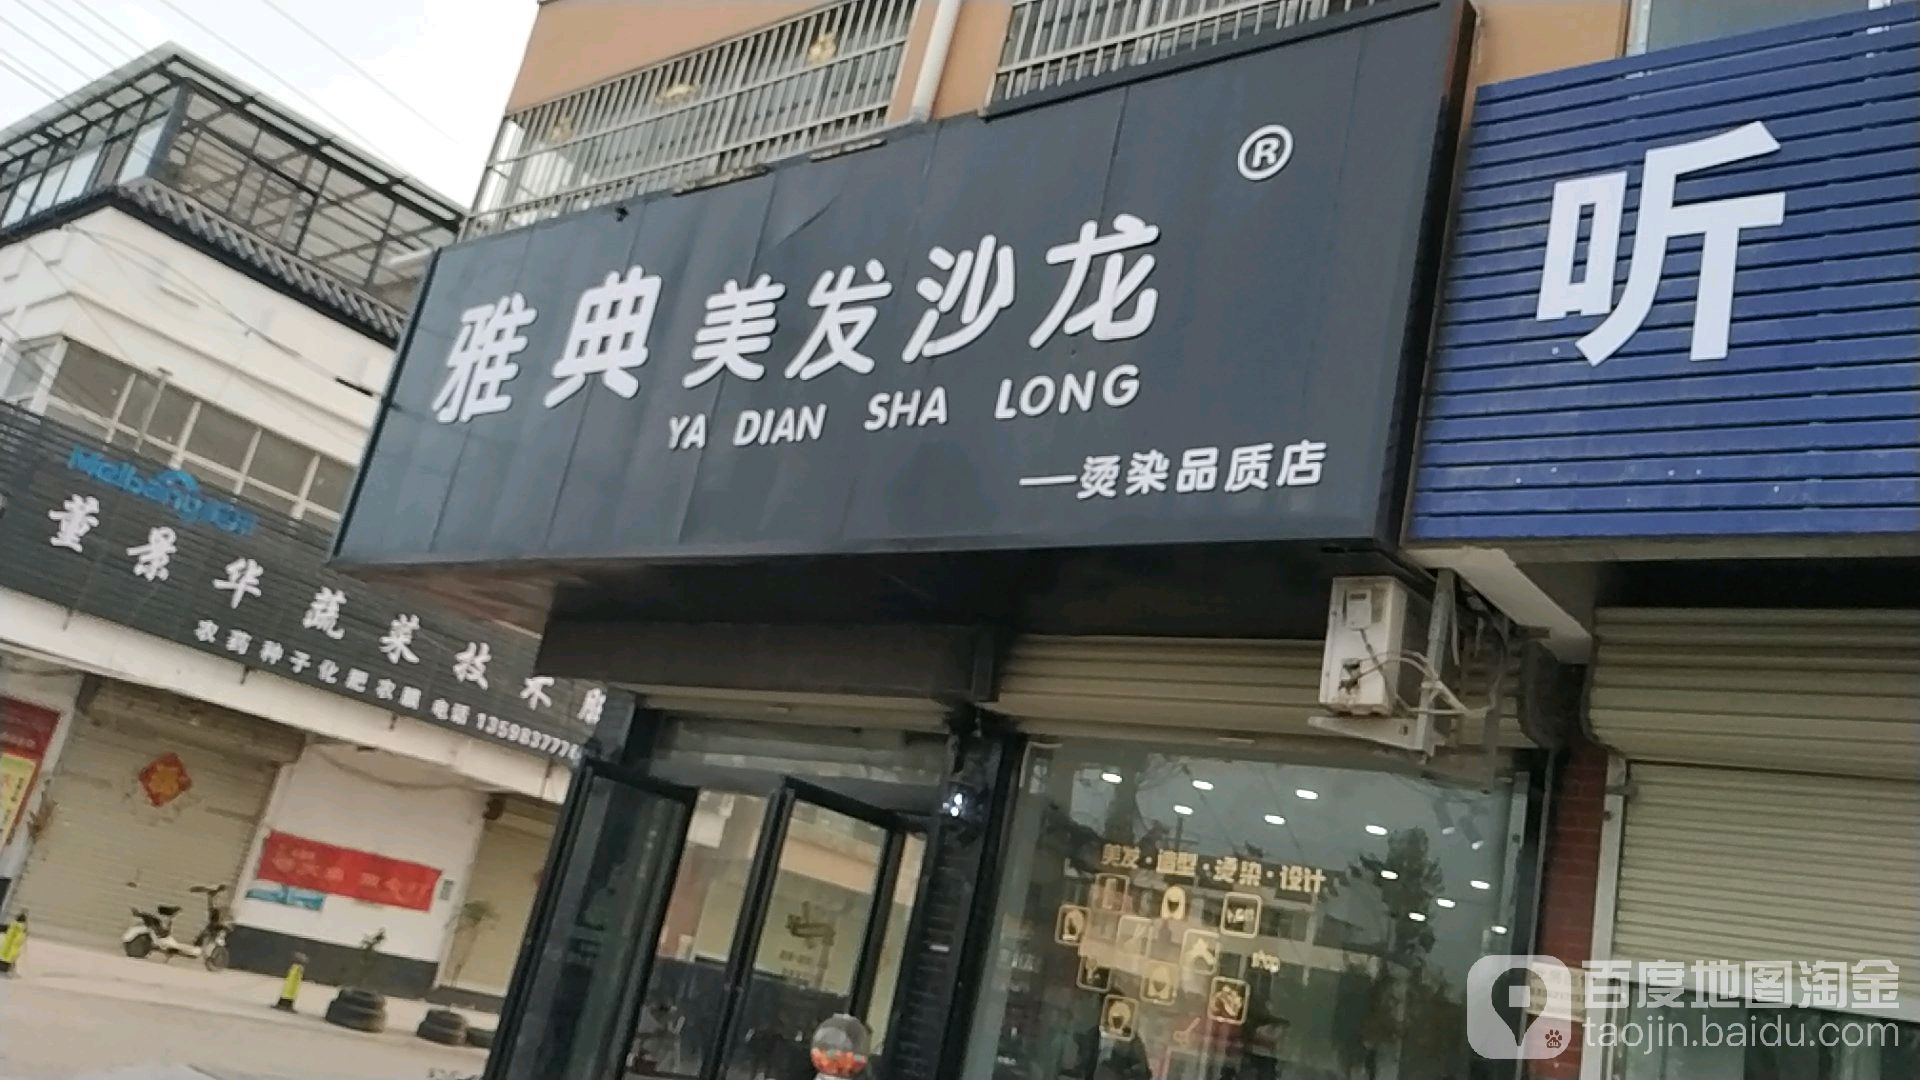 雅典美发沙龙®
YA DIAN SHA LONG
—烫染品质店
听
Meibang
董景华蔬菜技术服
农药种子化肥农膜 电话
美发·造型·烫染·设计
shop
百度地图淘金
taojin.baidu.com